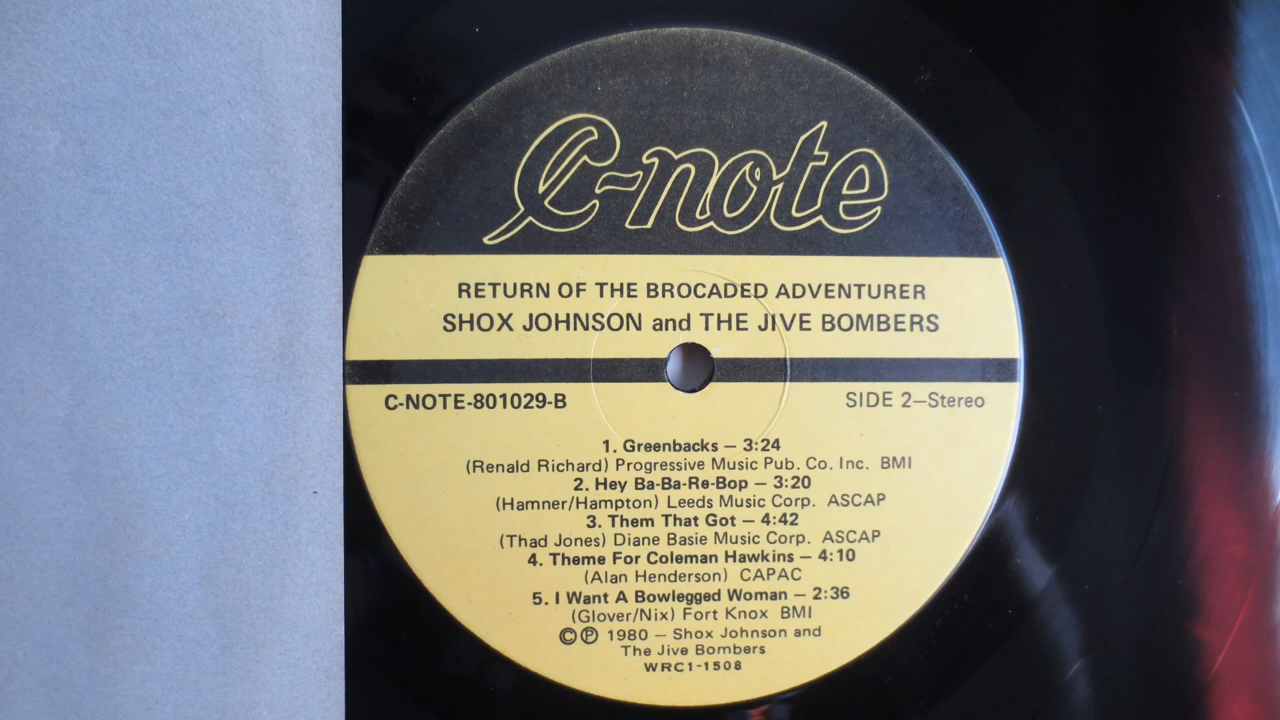 C-note
RETURN OF THE BROCADED ADVENTURER
SHOX JOHNSON and THE JIVE BOMBERS
C-NOTE-801029-B
SIDE 2—Stereo
1. Greenbacks — 3:24
(Renald Richard) Progressive Music Pub. Co. Inc. BMI
2. Hey Ba-Ba-Re-Bop — 3:20
(Hamner/Hampton) Leeds Music Corp. ASCAP
3. Them That Got — 4:42
(Thad Jones) Diane Basie Music Corp. ASCAP
4. Theme For Coleman Hawkins — 4:10
(Alan Henderson) CAPAC
5. I Want A Bowlegged Woman — 2:36
(Glover/Nix) Fort Knox BMI
©℗ 1980 — Shox Johnson and
The Jive Bombers
WRC1-1508